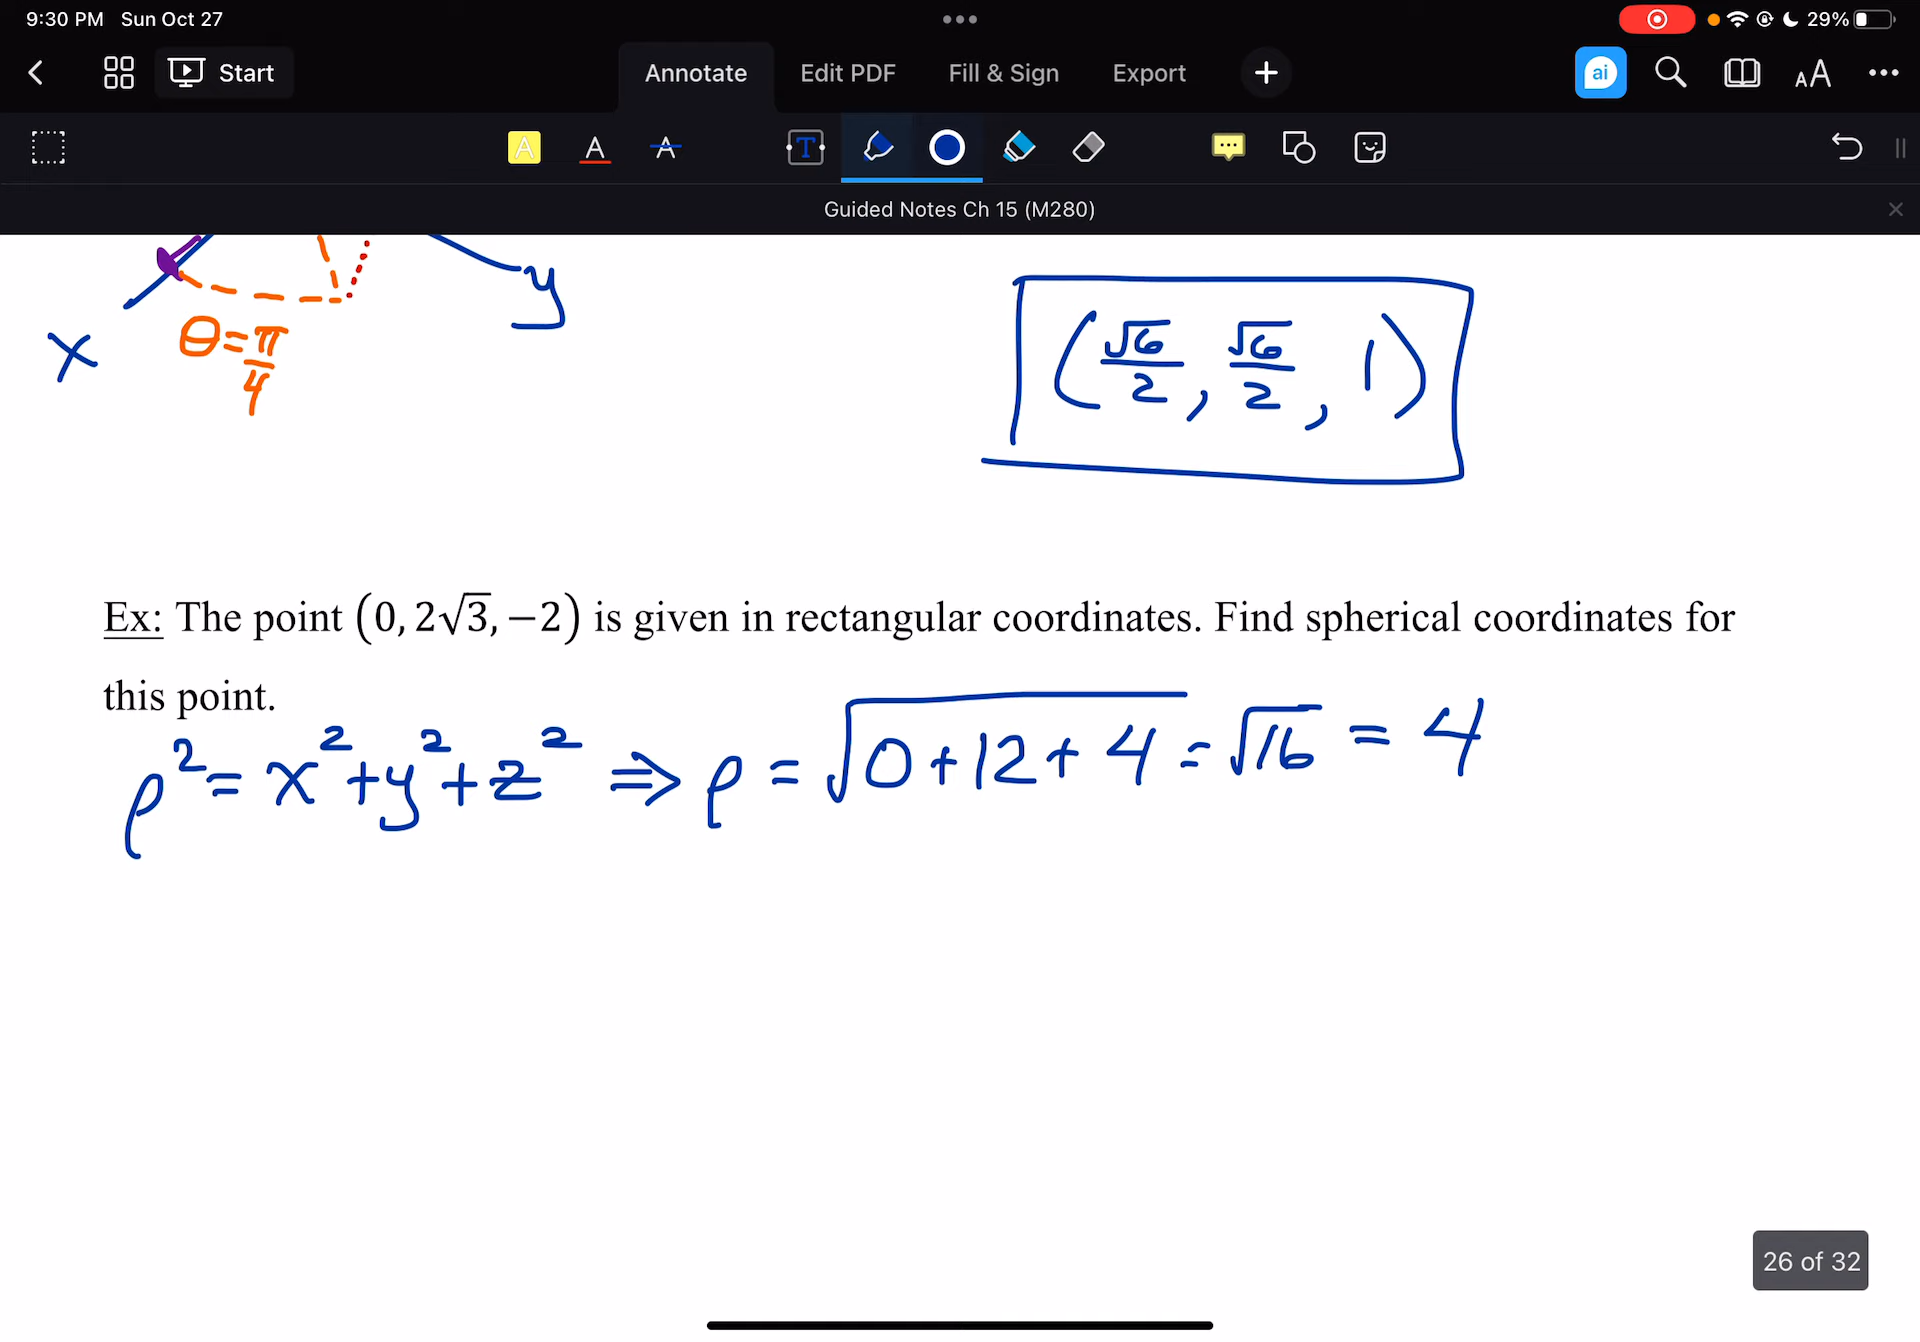 9:30 PM Sun Oct 27
29%
Start
Annotate
Edit PDF
Fill & Sign
Export
ai
AA
A
A
A
T
Guided Notes Ch 15 (M280)
x
y
θ = π/4
(√6/2, √6/2, 1)
Ex: The point (0, 2√3, −2) is given in rectangular coordinates. Find spherical coordinates for
this point.
ρ² = x² + y² + z² ⇒ ρ = √(0 + 12 + 4) = √16 = 4
26 of 32